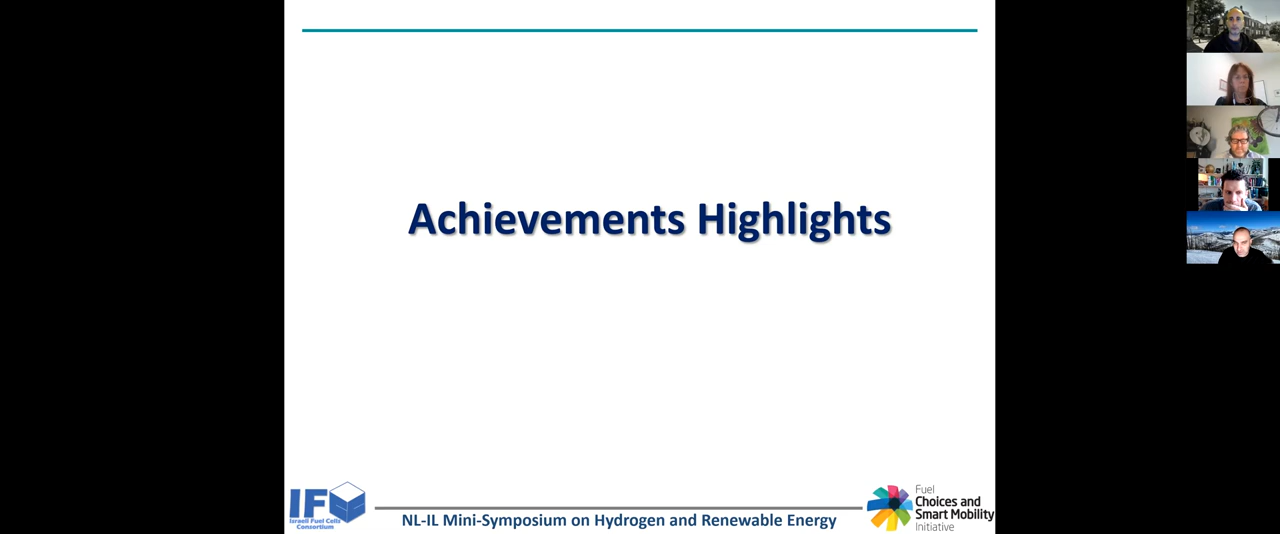 Achievements Highlights
IF
Israeli Fuel Cells
Consortium
NL-IL Mini-Symposium on Hydrogen and Renewable Energy
Fuel
Choices and
Smart Mobility
Initiative